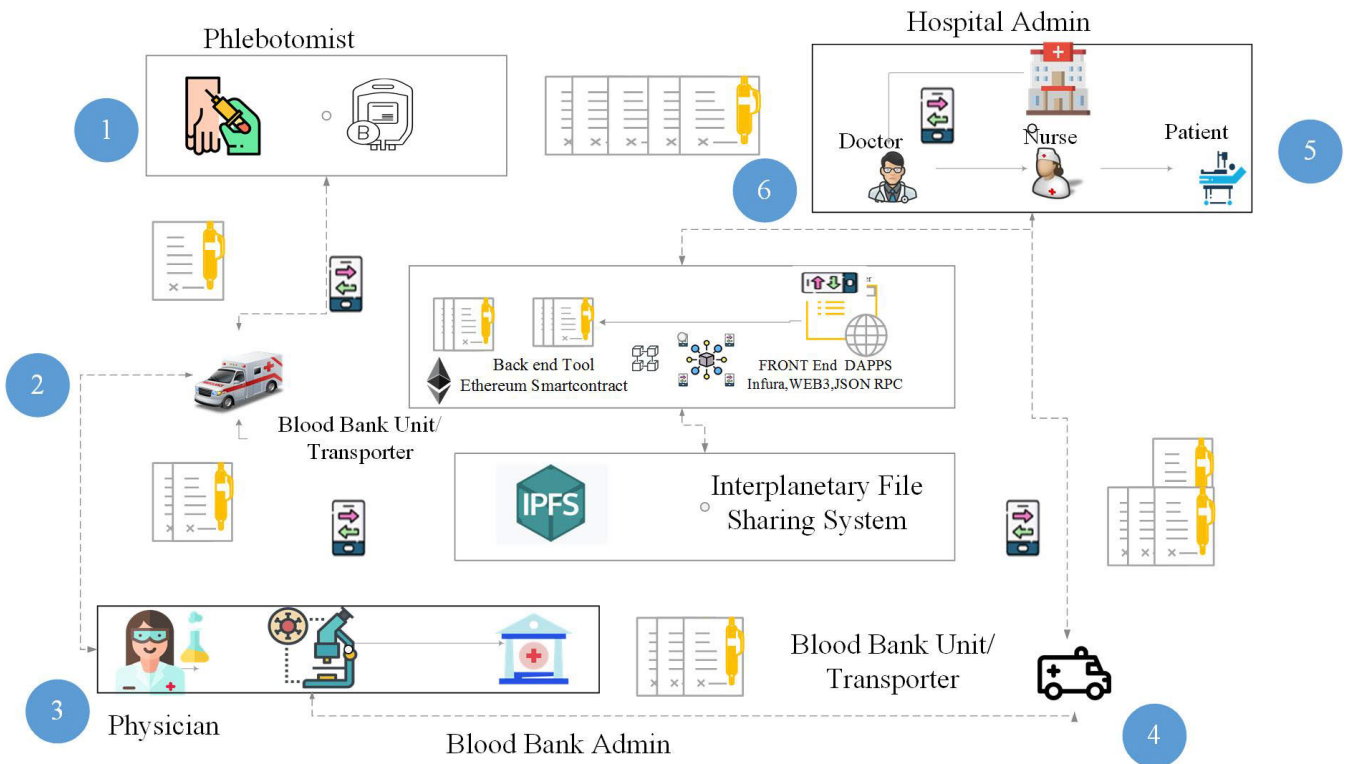 Phlebotomist
Hospital Admin
1
B
6
Doctor
Nurse
Patient
5
2
Blood Bank Unit/
Transporter
Back end Tool
Ethereum Smartcontract
FRONT End DAPPS
Infura,WEB3,JSON RPC
IPFS
Interplanetary File
Sharing System
3
Physician
Blood Bank Admin
Blood Bank Unit/
Transporter
4